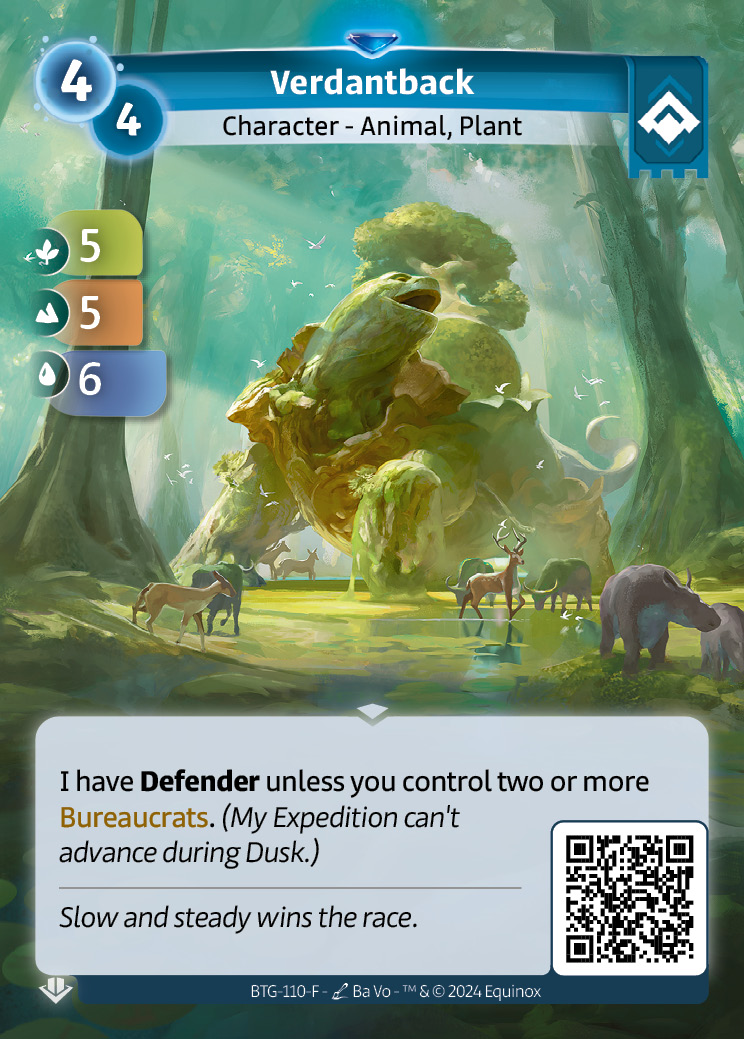 4
Verdantback
4
Character - Animal, Plant
5
5
6
I have Defender unless you control two or more
Bureaucrats. (My Expedition can't
advance during Dusk.)
Slow and steady wins the race.
BTG-110-F - Ba Vo - ™ & © 2024 Equinox